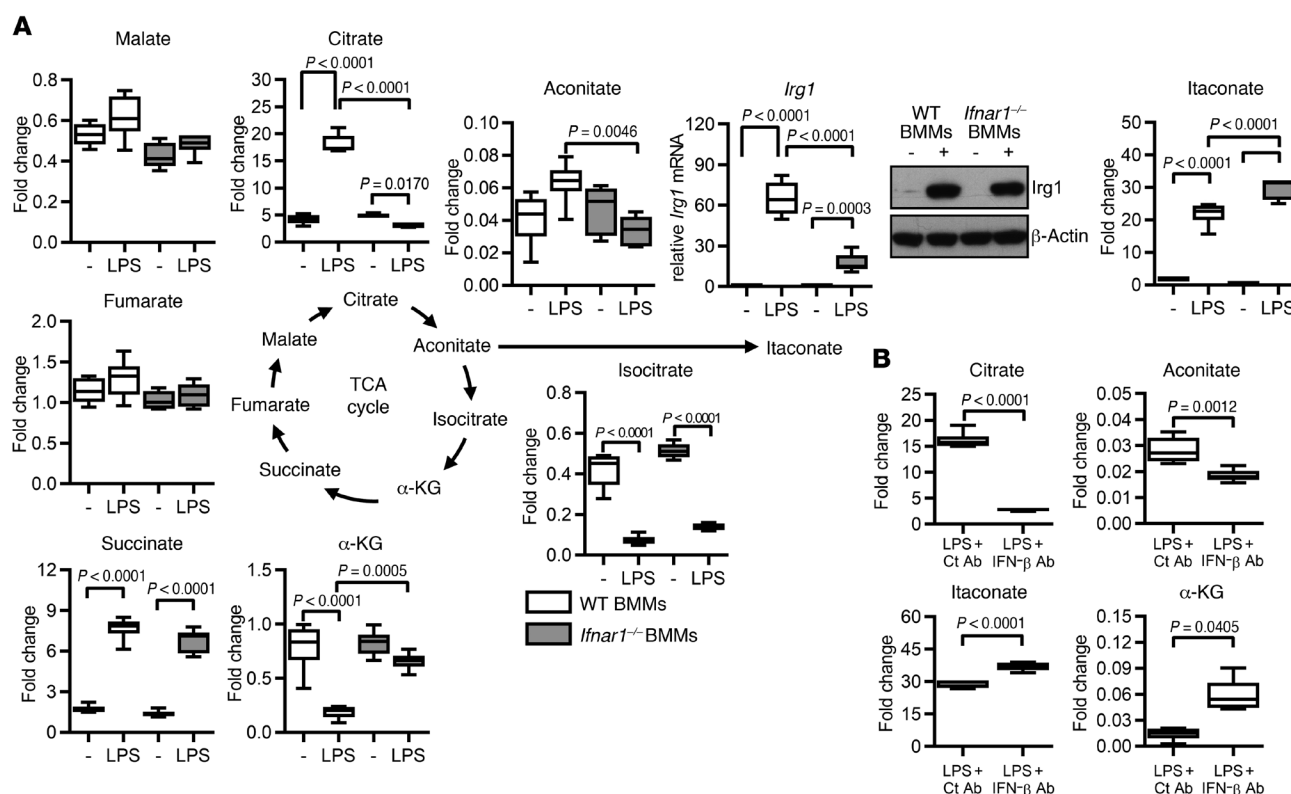 A
Malate
Fold change
0.8
0.6
0.4
0.2
0.0
- LPS - LPS
Citrate
Fold change
30
25
20
15
10
5
0
P < 0.0001
P < 0.0001
P = 0.0170
- LPS - LPS
Aconitate
Fold change
0.10
0.08
0.06
0.04
0.02
0.00
P = 0.0046
- LPS - LPS
Irg1
relative Irg1 mRNA
120
90
60
30
0
P < 0.0001
P < 0.0001
P = 0.0003
- LPS - LPS
WT Ifnar1–/–
BMMs BMMs
- + - +
Irg1
β-Actin
Itaconate
Fold change
50
40
30
20
10
0
P < 0.0001
P < 0.0001
- LPS - LPS
Fumarate
Fold change
2.0
1.5
1.0
0.5
0.0
- LPS - LPS
Citrate
Malate
Aconitate
Itaconate
TCA
cycle
Fumarate
Isocitrate
Succinate
α-KG
Isocitrate
Fold change
0.8
0.6
0.4
0.2
0.0
P < 0.0001
P < 0.0001
- LPS - LPS
Succinate
Fold change
12
9
6
3
0
P < 0.0001
P < 0.0001
- LPS - LPS
α-KG
Fold change
1.5
1.0
0.5
0.0
P = 0.0005
P < 0.0001
- LPS - LPS
WT BMMs
Ifnar1–/– BMMs
B
Citrate
Fold change
25
20
15
10
5
0
P < 0.0001
LPS + LPS +
Ct Ab IFN-β Ab
Aconitate
Fold change
0.05
0.04
0.03
0.02
0.01
0.00
P = 0.0012
LPS + LPS +
Ct Ab IFN-β Ab
Itaconate
Fold change
60
45
30
15
0
P < 0.0001
LPS + LPS +
Ct Ab IFN-β Ab
α-KG
Fold change
0.15
0.12
0.09
0.06
0.03
0.00
P = 0.0405
LPS + LPS +
Ct Ab IFN-β Ab